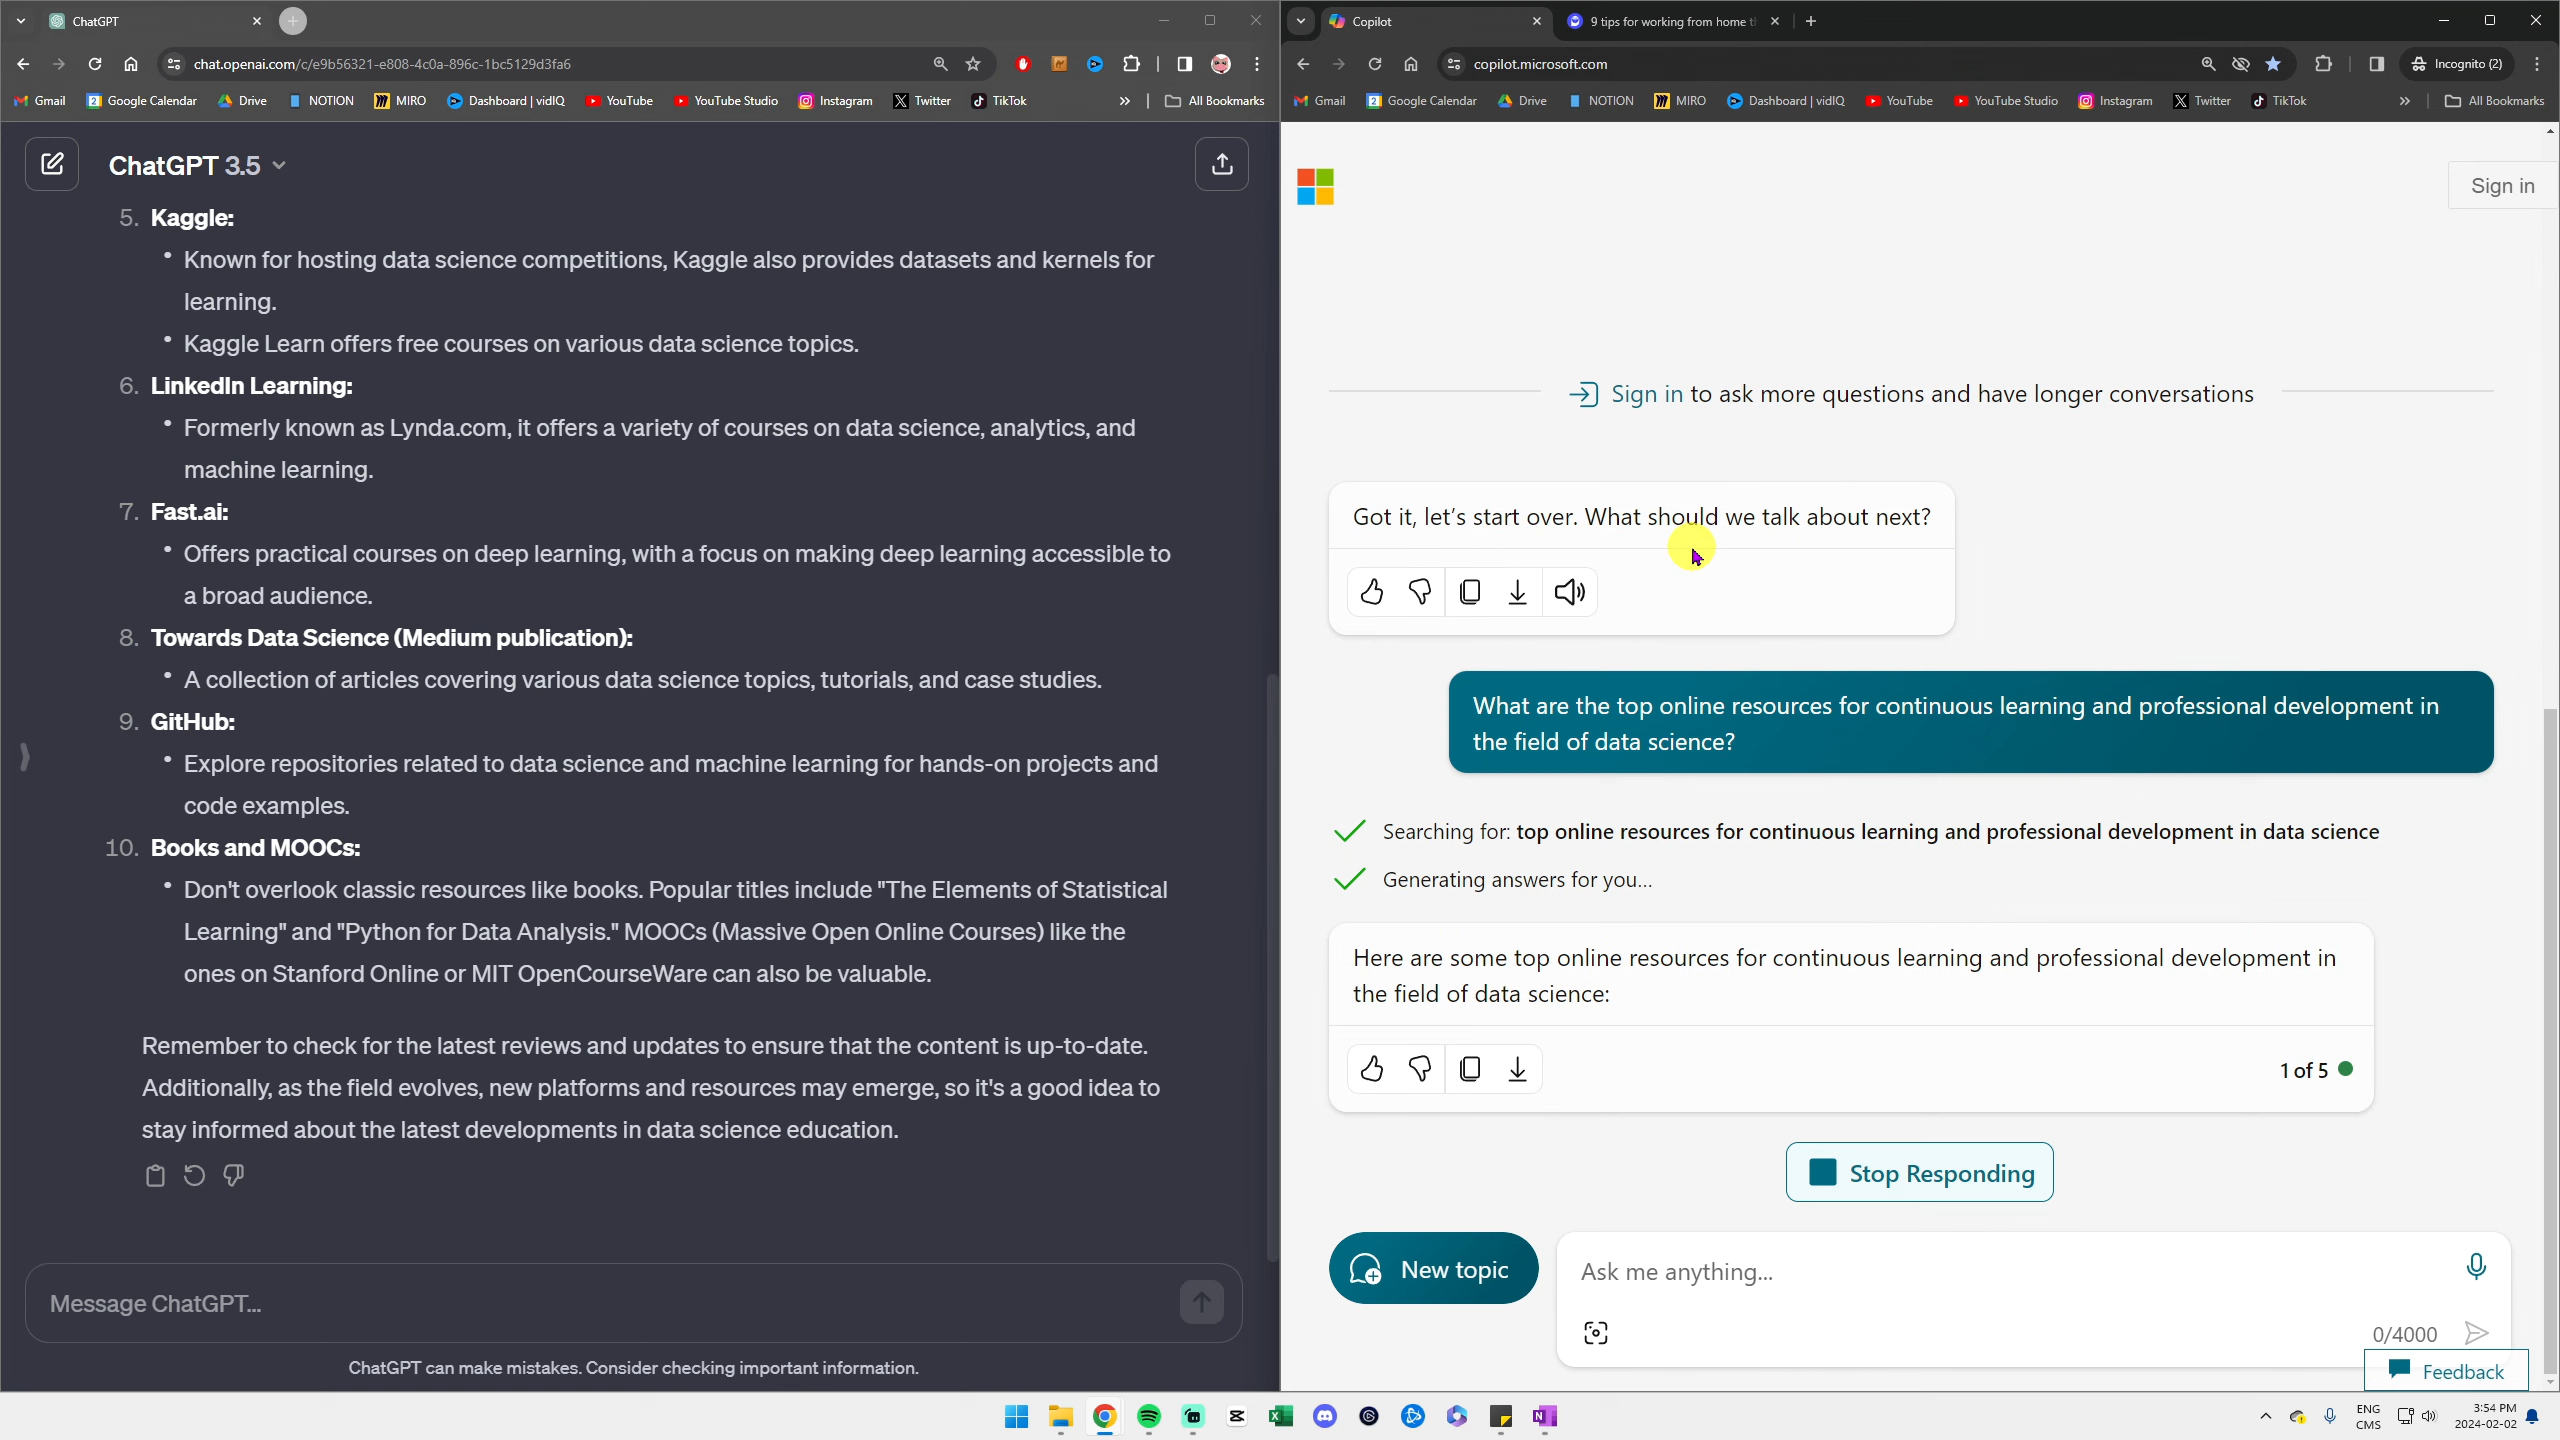 ChatGPT
chat.openai.com/c/e9b56321-e808-4c0a-896c-1bc5129d3fa6
Gmail
Google Calendar
Drive
NOTION
MIRO
Dashboard | vidIQ
YouTube
YouTube Studio
Instagram
Twitter
TikTok
All Bookmarks
ChatGPT 3.5
5. Kaggle:
• Known for hosting data science competitions, Kaggle also provides datasets and kernels for
learning.
• Kaggle Learn offers free courses on various data science topics.
6. LinkedIn Learning:
• Formerly known as Lynda.com, it offers a variety of courses on data science, analytics, and
machine learning.
7. Fast.ai:
• Offers practical courses on deep learning, with a focus on making deep learning accessible to
a broad audience.
8. Towards Data Science (Medium publication):
• A collection of articles covering various data science topics, tutorials, and case studies.
9. GitHub:
• Explore repositories related to data science and machine learning for hands-on projects and
code examples.
10. Books and MOOCs:
• Don't overlook classic resources like books. Popular titles include "The Elements of Statistical
Learning" and "Python for Data Analysis." MOOCs (Massive Open Online Courses) like the
ones on Stanford Online or MIT OpenCourseWare can also be valuable.
Remember to check for the latest reviews and updates to ensure that the content is up-to-date.
Additionally, as the field evolves, new platforms and resources may emerge, so it's a good idea to
stay informed about the latest developments in data science education.
Message ChatGPT...
ChatGPT can make mistakes. Consider checking important information.
Copilot
9 tips for working from home t
copilot.microsoft.com
Incognito (2)
Gmail
Google Calendar
Drive
NOTION
MIRO
Dashboard | vidIQ
YouTube
YouTube Studio
Instagram
Twitter
TikTok
All Bookmarks
Sign in
Sign in to ask more questions and have longer conversations
Got it, let's start over. What should we talk about next?
What are the top online resources for continuous learning and professional development in
the field of data science?
Searching for: top online resources for continuous learning and professional development in data science
Generating answers for you...
Here are some top online resources for continuous learning and professional development in
the field of data science:
1 of 5
Stop Responding
New topic
Ask me anything...
0/4000
Feedback
ENG
CMS
3:54 PM
2024-02-02